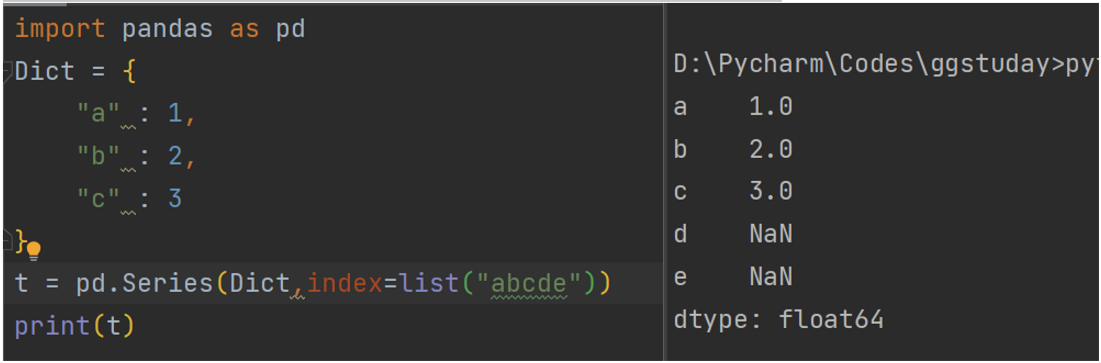 import pandas as pd
Dict = {
    "a" : 1,
    "b" : 2,
    "c" : 3
}
t = pd.Series(Dict,index=list("abcde"))
print(t)
D:\Pycharm\Codes\ggstuday>pyt
a    1.0
b    2.0
c    3.0
d    NaN
e    NaN
dtype: float64